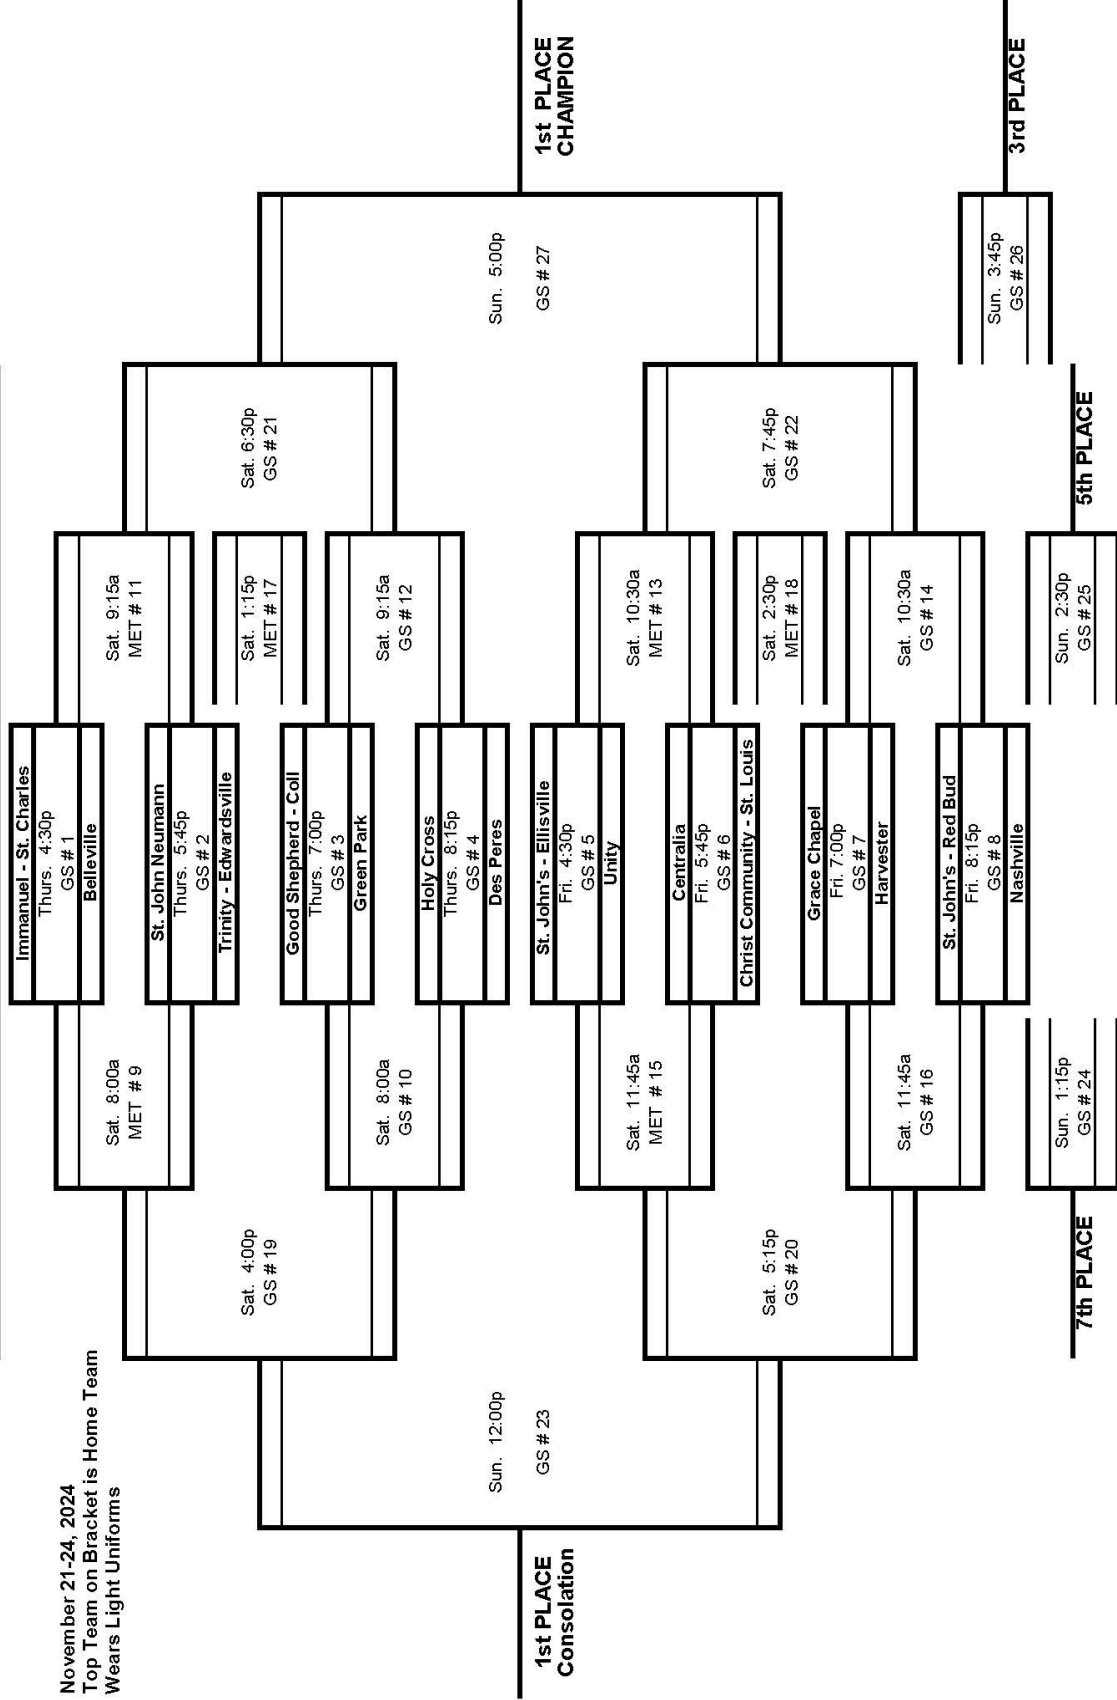 November 21-24, 2024
Top Team on Bracket is Home Team
Wears Light Uniforms
Immanuel - St. Charles
Thurs. 4:30p
GS # 1
Belleville
St. John Neumann
Thurs. 5:45p
GS # 2
Trinity - Edwardsville
Good Shepherd - Coll
Thurs. 7:00p
GS # 3
Green Park
Holy Cross
Thurs. 8:15p
GS # 4
Des Peres
St. John's - Ellisville
Fri. 4:30p
GS # 5
Unity
Centralia
Fri. 5:45p
GS # 6
Christ Community - St. Louis
Grace Chapel
Fri. 7:00p
GS # 7
Harvester
St. John's - Red Bud
Fri. 8:15p
GS # 8
Nashville
Sat. 8:00a
MET # 9
Sat. 8:00a
GS # 10
Sat. 11:45a
MET # 15
Sat. 11:45a
GS # 16
Sat. 4:00p
GS # 19
Sat. 5:15p
GS # 20
Sun. 12:00p
GS # 23
1st PLACE
Consolation
Sun. 1:15p
GS # 24
7th PLACE
Sat. 9:15a
MET # 11
Sat. 1:15p
MET # 17
Sat. 9:15a
GS # 12
Sat. 10:30a
MET # 13
Sat. 2:30p
MET # 18
Sat. 10:30a
GS # 14
Sun. 2:30p
GS # 25
5th PLACE
Sat. 6:30p
GS # 21
Sat. 7:45p
GS # 22
Sun. 5:00p
GS # 27
1st PLACE
CHAMPION
Sun. 3:45p
GS # 26
3rd PLACE